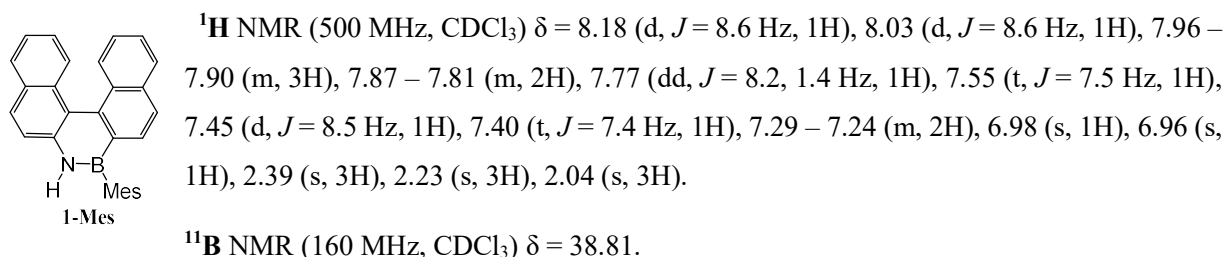 ¹H NMR (500 MHz, CDCl₃) δ = 8.18 (d, J = 8.6 Hz, 1H), 8.03 (d, J = 8.6 Hz, 1H), 7.96 –
7.90 (m, 3H), 7.87 – 7.81 (m, 2H), 7.77 (dd, J = 8.2, 1.4 Hz, 1H), 7.55 (t, J = 7.5 Hz, 1H),
7.45 (d, J = 8.5 Hz, 1H), 7.40 (t, J = 7.4 Hz, 1H), 7.29 – 7.24 (m, 2H), 6.98 (s, 1H), 6.96 (s,
1H), 2.39 (s, 3H), 2.23 (s, 3H), 2.04 (s, 3H).
N B
H Mes
1-Mes
¹¹B NMR (160 MHz, CDCl₃) δ = 38.81.